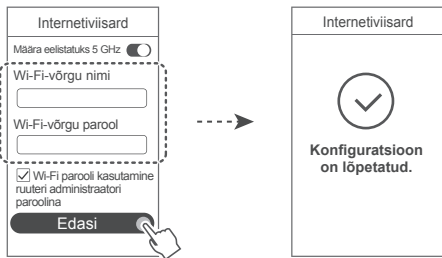 Internetiviisard
Määra eelistatuks 5 GHz
Wi-Fi-võrgu nimi
Wi-Fi-võrgu parool
Wi-Fi parooli kasutamine
ruuteri administraatori
paroolina
Edasi
Internetiviisard
Konfiguratsioon
on lõpetatud.